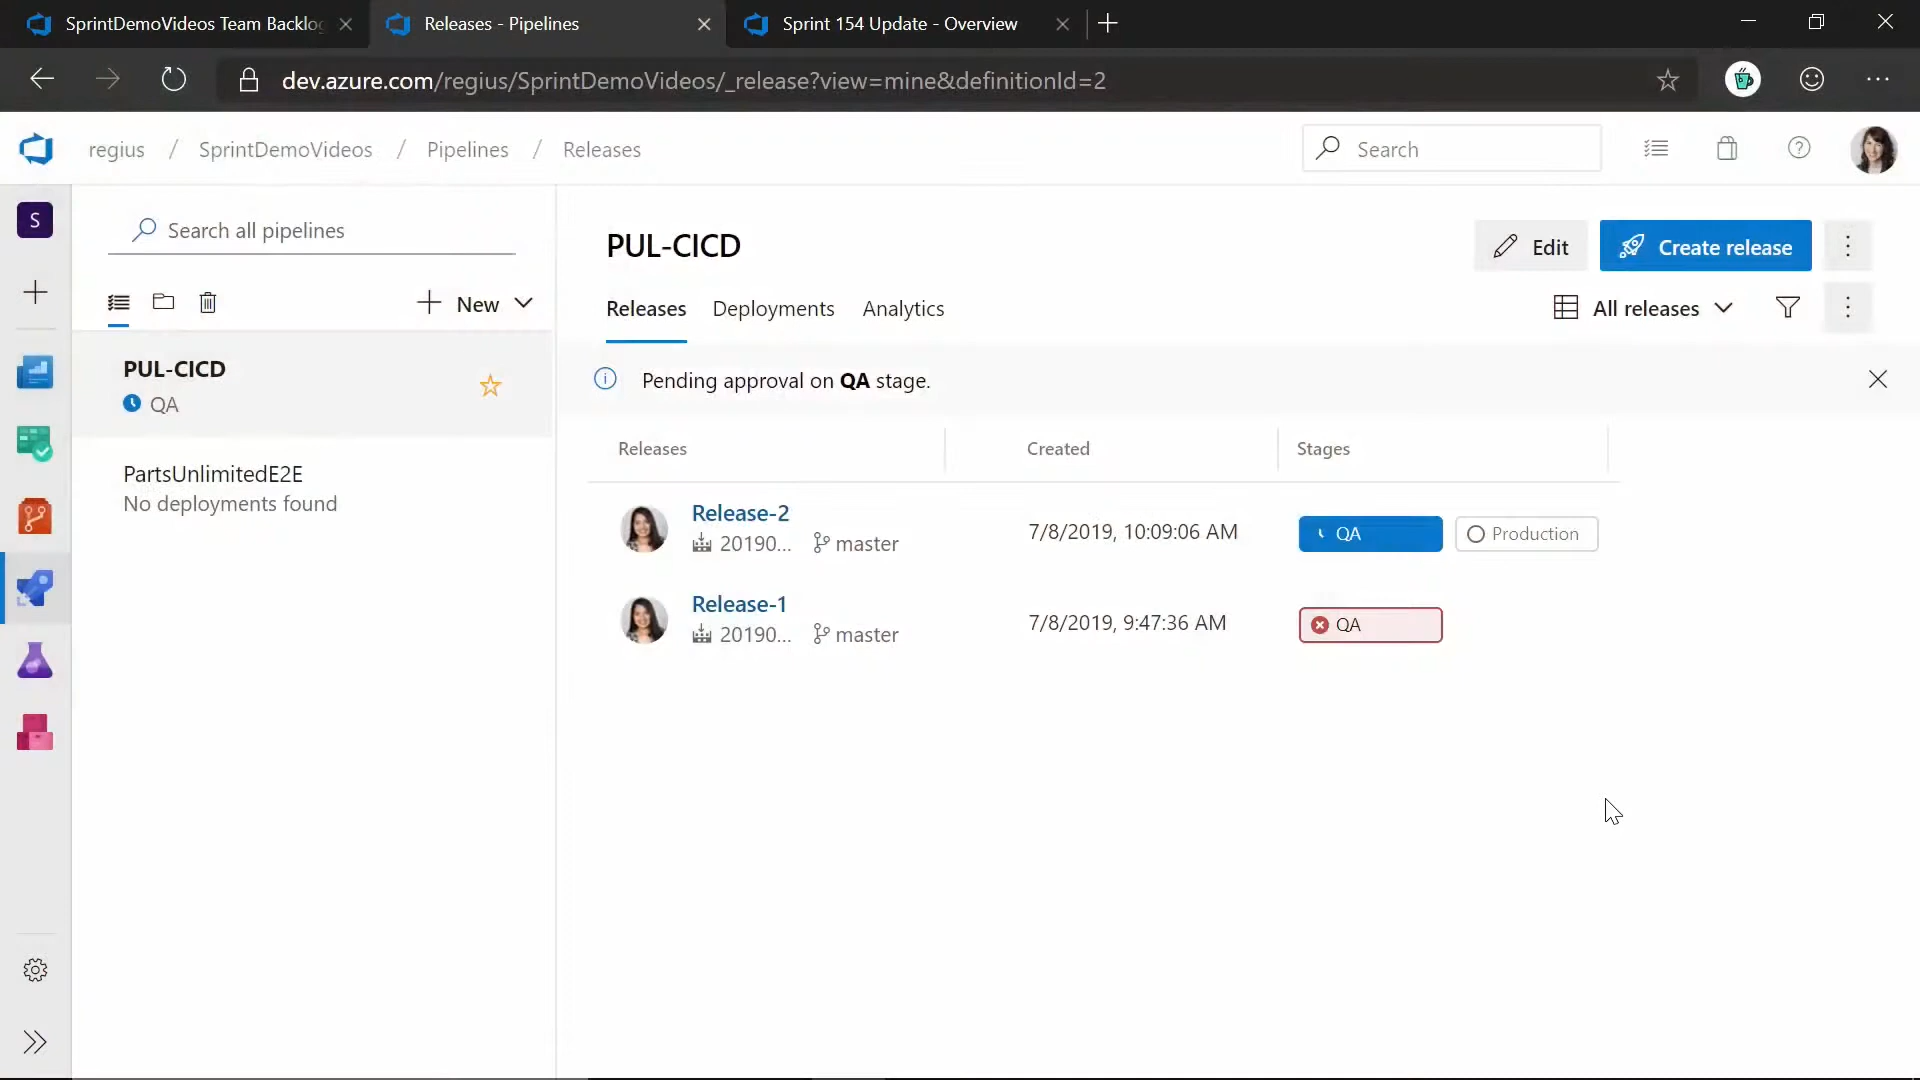 SprintDemoVideos Team Backlog
Releases - Pipelines
Sprint 154 Update - Overview
dev.azure.com/regius/SprintDemoVideos/_release?view=mine&definitionId=2
regius / SprintDemoVideos / Pipelines / Releases
Search
S
Search all pipelines
New
PUL-CICD
QA
PartsUnlimitedE2E
No deployments found
PUL-CICD
Edit
Create release
Releases Deployments Analytics
All releases
Pending approval on QA stage.
Releases Created Stages
Release-2
20190... master
7/8/2019, 10:09:06 AM
QA
Production
Release-1
20190... master
7/8/2019, 9:47:36 AM
QA